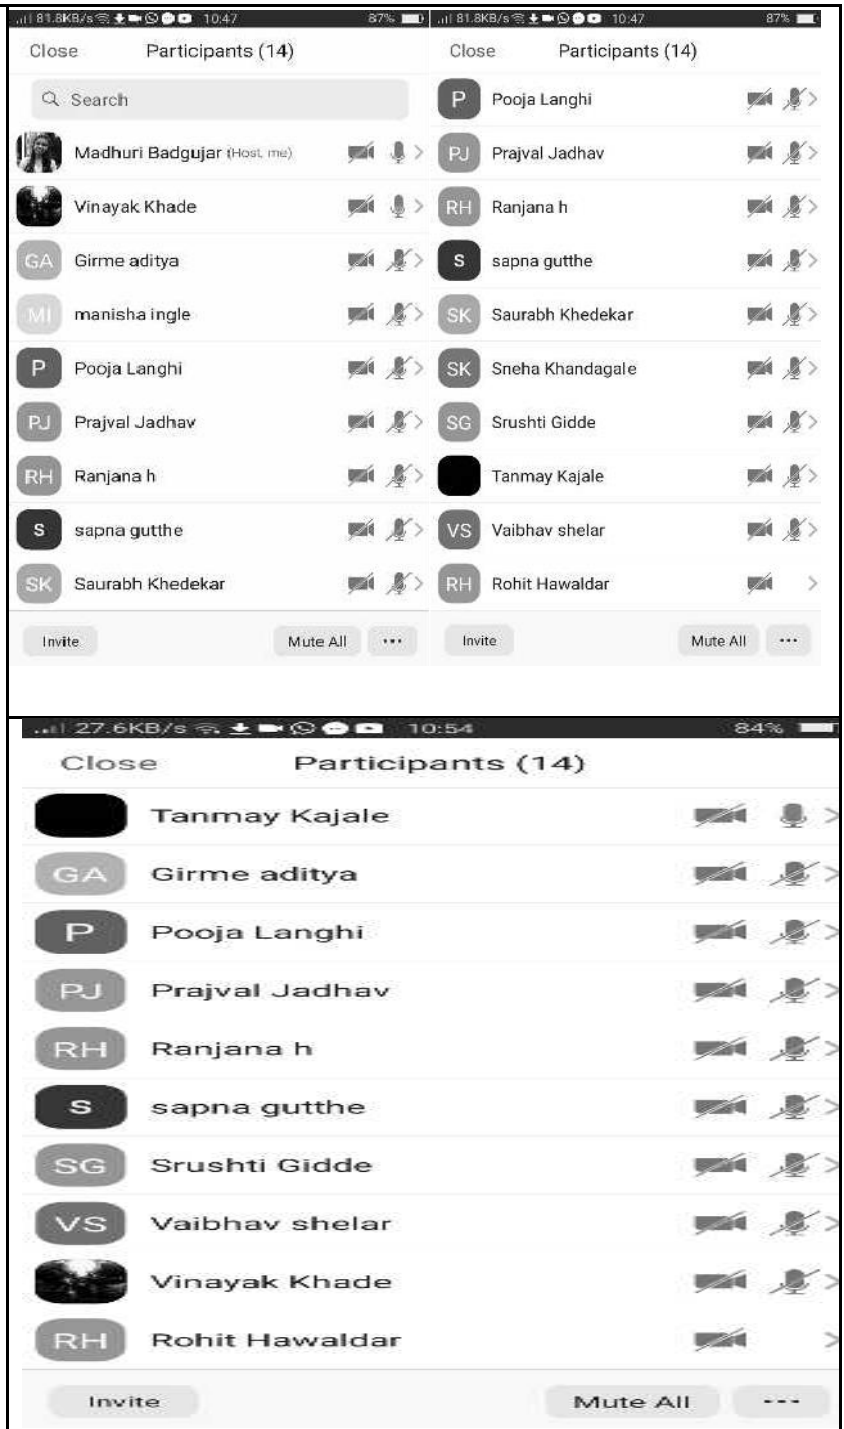 81.8KB/s 10:47 87%
Close Participants (14)
Search
Madhuri Badgujar (Host, me)
Vinayak Khade
GA Girme aditya
MI manisha ingle
P Pooja Langhi
PJ Prajval Jadhav
RH Ranjana h
S sapna gutthe
SK Saurabh Khedekar
Invite Mute All ...
81.8KB/s 10:47 87%
Close Participants (14)
P Pooja Langhi
PJ Prajval Jadhav
RH Ranjana h
S sapna gutthe
SK Saurabh Khedekar
SK Sneha Khandagale
SG Srushti Gidde
Tanmay Kajale
VS Vaibhav shelar
RH Rohit Hawaldar
Invite Mute All ...
27.6KB/s 10:54 84%
Close Participants (14)
Tanmay Kajale
GA Girme aditya
P Pooja Langhi
PJ Prajval Jadhav
RH Ranjana h
S sapna gutthe
SG Srushti Gidde
VS Vaibhav shelar
Vinayak Khade
RH Rohit Hawaldar
Invite Mute All ...